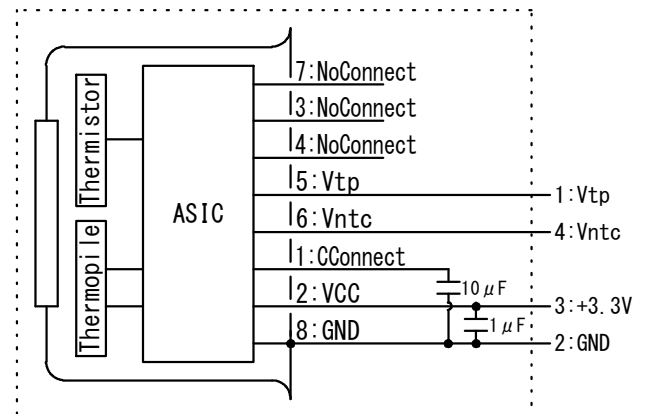 Thermistor
Thermopile
ASIC
7:NoConnect
3:NoConnect
4:NoConnect
5:Vtp
6:Vntc
1:CConnect
2:VCC
8:GND
10μF
1μF
1:Vtp
4:Vntc
3:+3.3V
2:GND